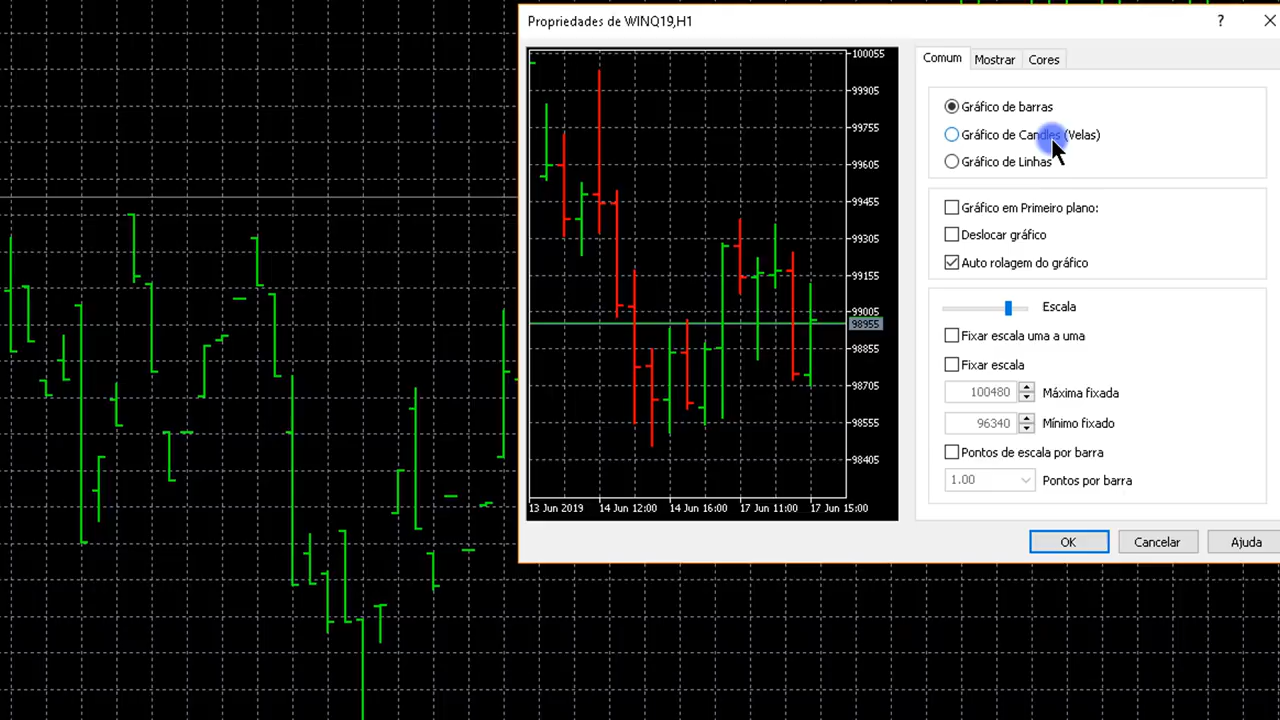 Propriedades de WINQ19,H1
?
Comum
Mostrar
Cores
Gráfico de barras
Gráfico de Candles (Velas)
Gráfico de Linhas
Gráfico em Primeiro plano:
Deslocar gráfico
Auto rolagem do gráfico
Escala
Fixar escala uma a uma
Fixar escala
100480
Máxima fixada
96340
Mínimo fixado
Pontos de escala por barra
1.00
Pontos por barra
OK
Cancelar
Ajuda
100055
99905
99755
99605
99455
99305
99155
99005
98955
98855
98705
98555
98405
13 Jun 2019
14 Jun 12:00
14 Jun 16:00
17 Jun 11:00
17 Jun 15:00